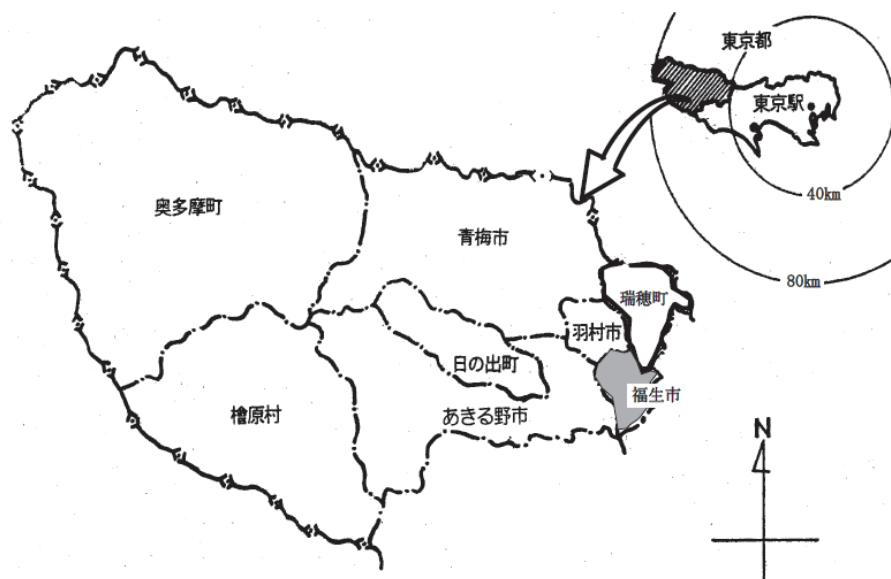 東京都
東京駅
40km
80km
奥多摩町
青梅市
瑞穂町
羽村市
日の出町
福生市
檜原村
あきる野市
N